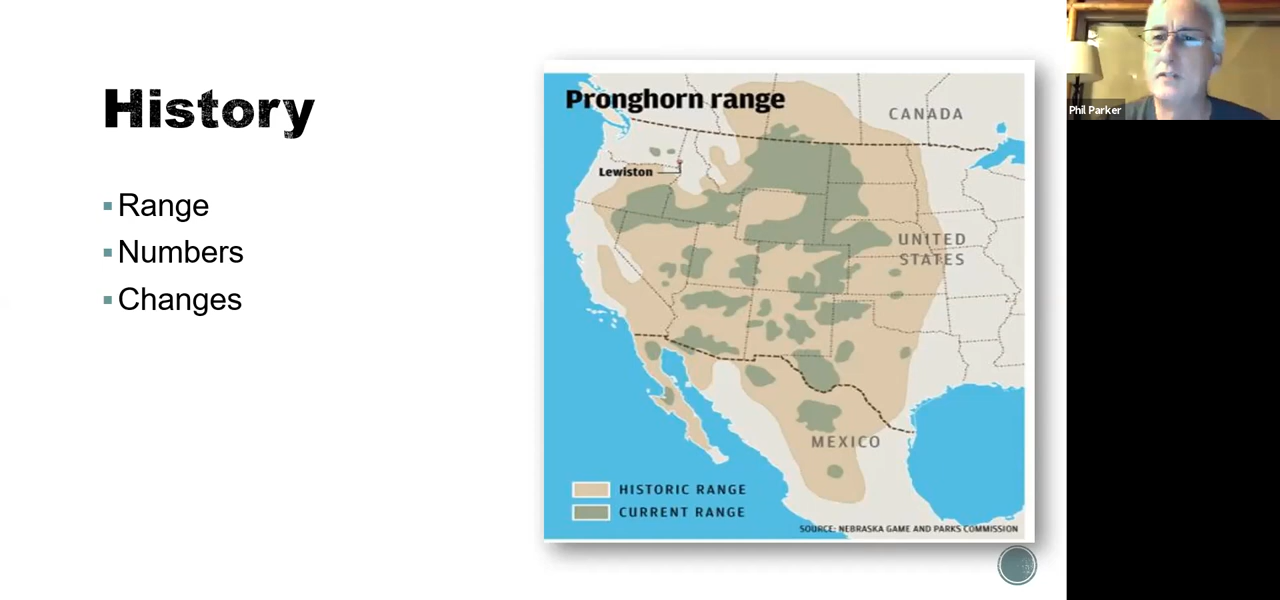 History
Range
Numbers
Changes
Pronghorn range
CANADA
Lewiston
UNITED
STATES
MEXICO
HISTORIC RANGE
CURRENT RANGE
SOURCE: NEBRASKA GAME AND PARKS COMMISSION
Phil Parker